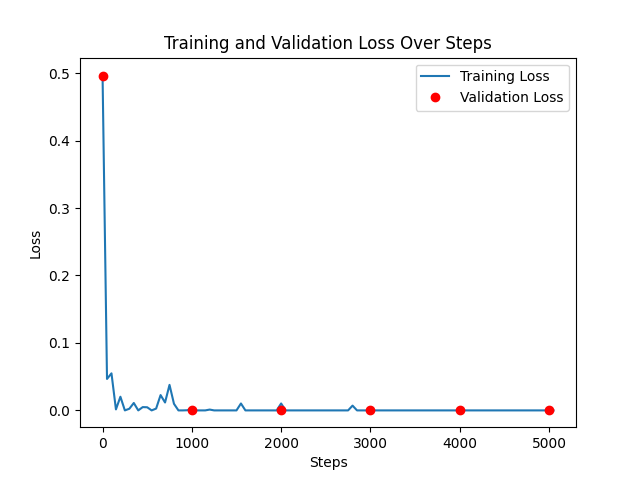 Training and Validation Loss Over Steps
Training Loss
Validation Loss
Loss
0.5
0.4
0.3
0.2
0.1
0.0
0 1000 2000 3000 4000 5000
Steps